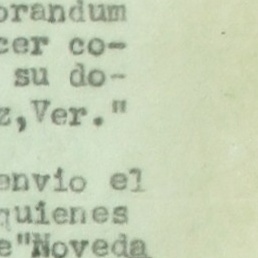 orandum
cer co-
su do-
z,Ver."
envio el
quienes
e"Noveda